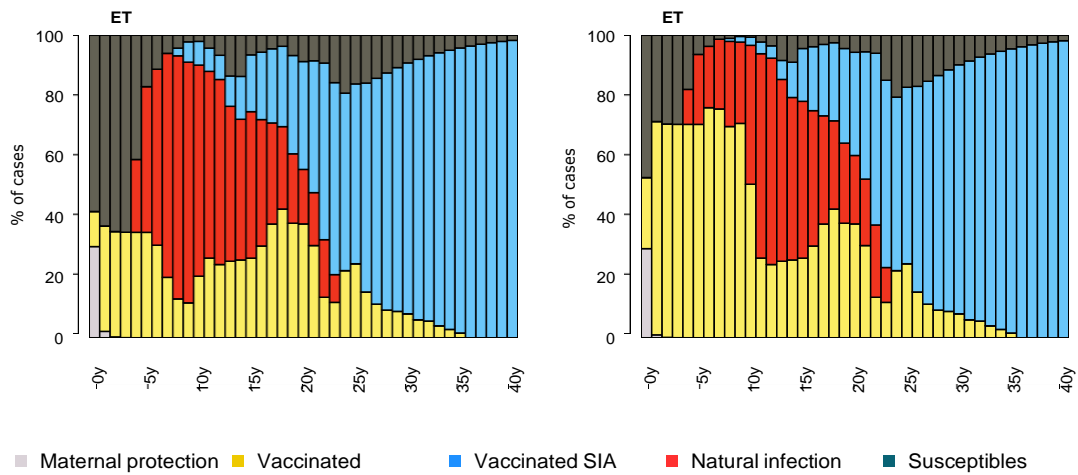 ET
ET
100
80
60
40
20
0
% of cases
0y
5y
10y
15y
20y
25y
30y
35y
40y
100
80
60
40
20
0
% of cases
0y
5y
10y
15y
20y
25y
30y
35y
40y
Maternal protection Vaccinated Vaccinated SIA Natural infection Susceptibles